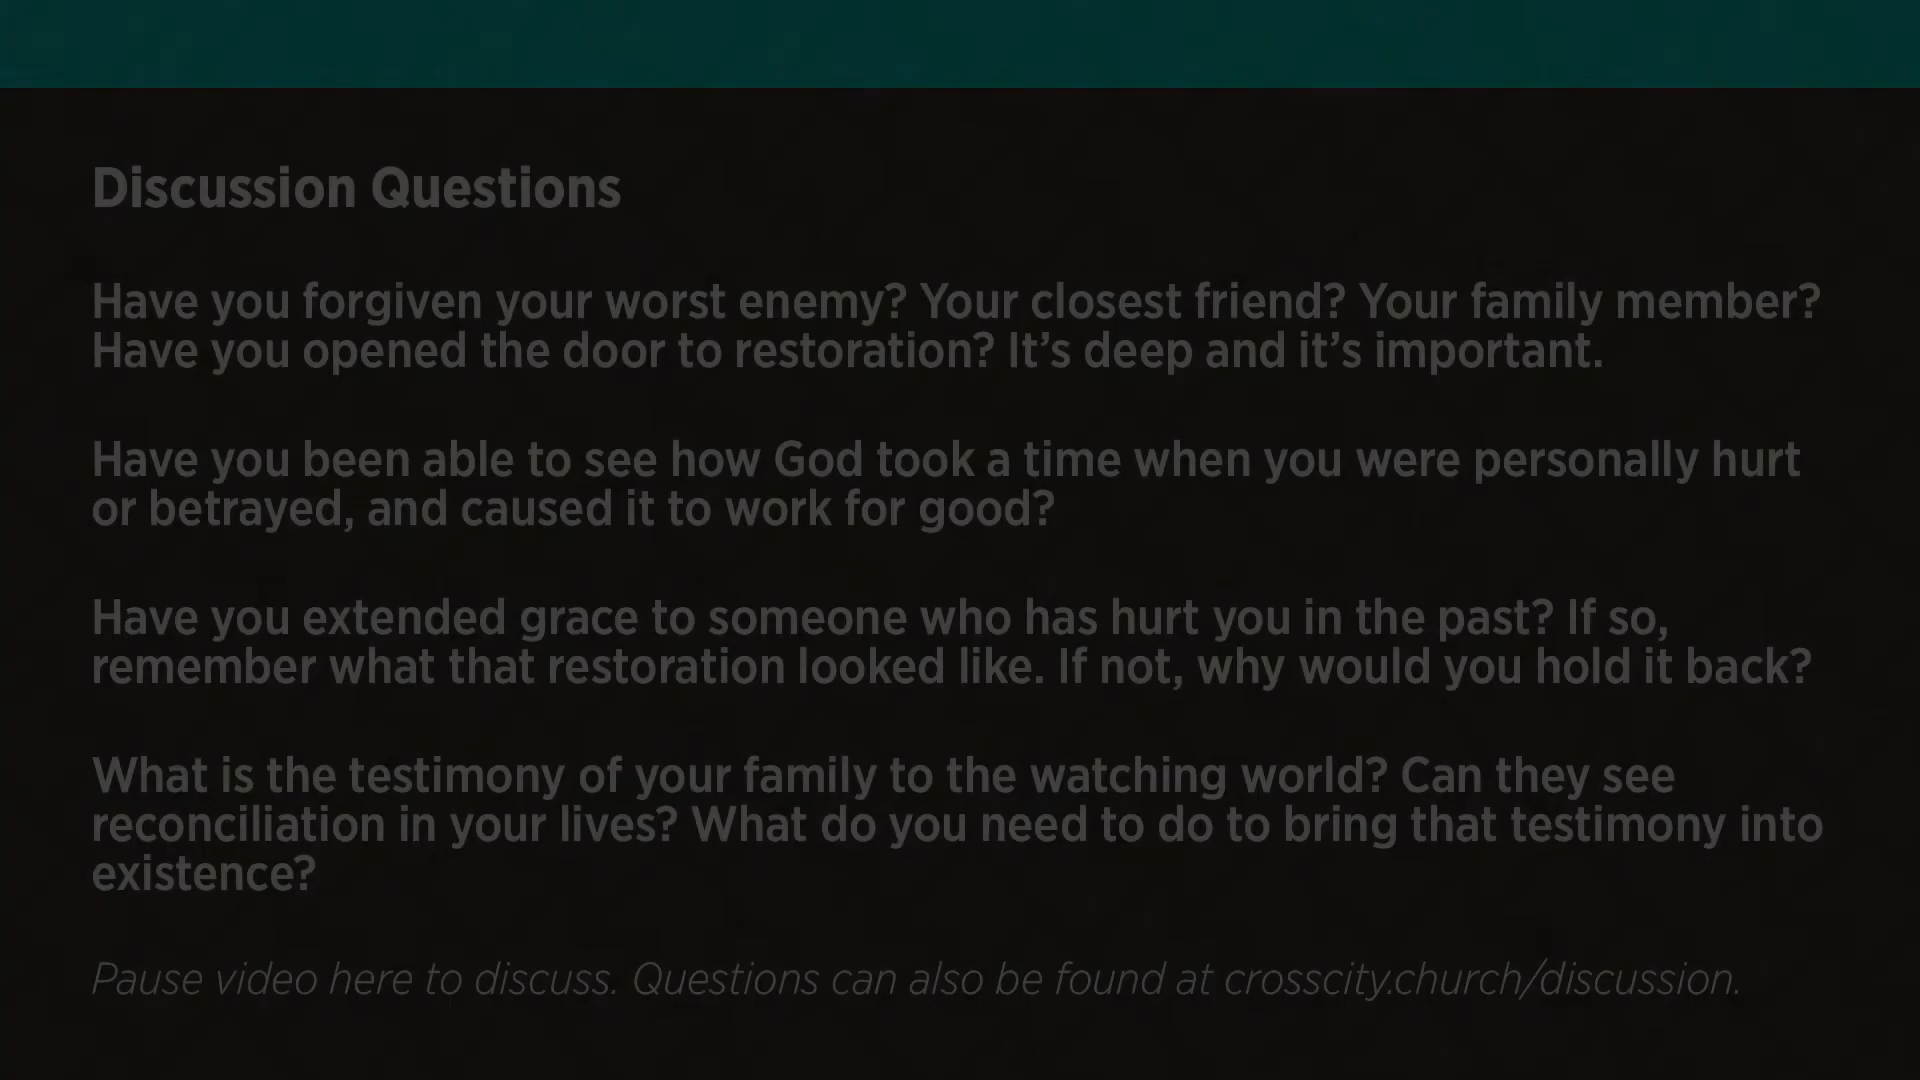 Discussion Questions
Have you forgiven your worst enemy? Your closest friend? Your family member?
Have you opened the door to restoration? It’s deep and it’s important.
Have you been able to see how God took a time when you were personally hurt
or betrayed, and caused it to work for good?
Have you extended grace to someone who has hurt you in the past? If so,
remember what that restoration looked like. If not, why would you hold it back?
What is the testimony of your family to the watching world? Can they see
reconciliation in your lives? What do you need to do to bring that testimony into
existence?
Pause video here to discuss. Questions can also be found at crosscity.church/discussion.